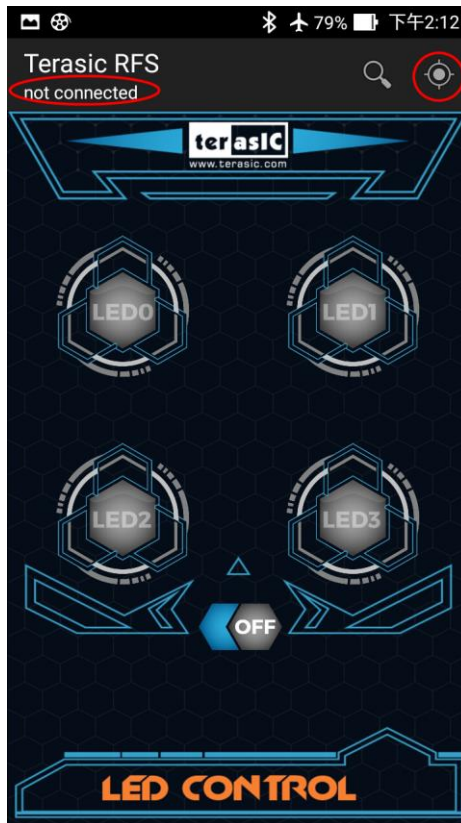 79% 下午2:12
Terasic RFS
not connected
terasIC
www.terasic.com
LED0 LED1
LED2 LED3
OFF
LED CONTROL